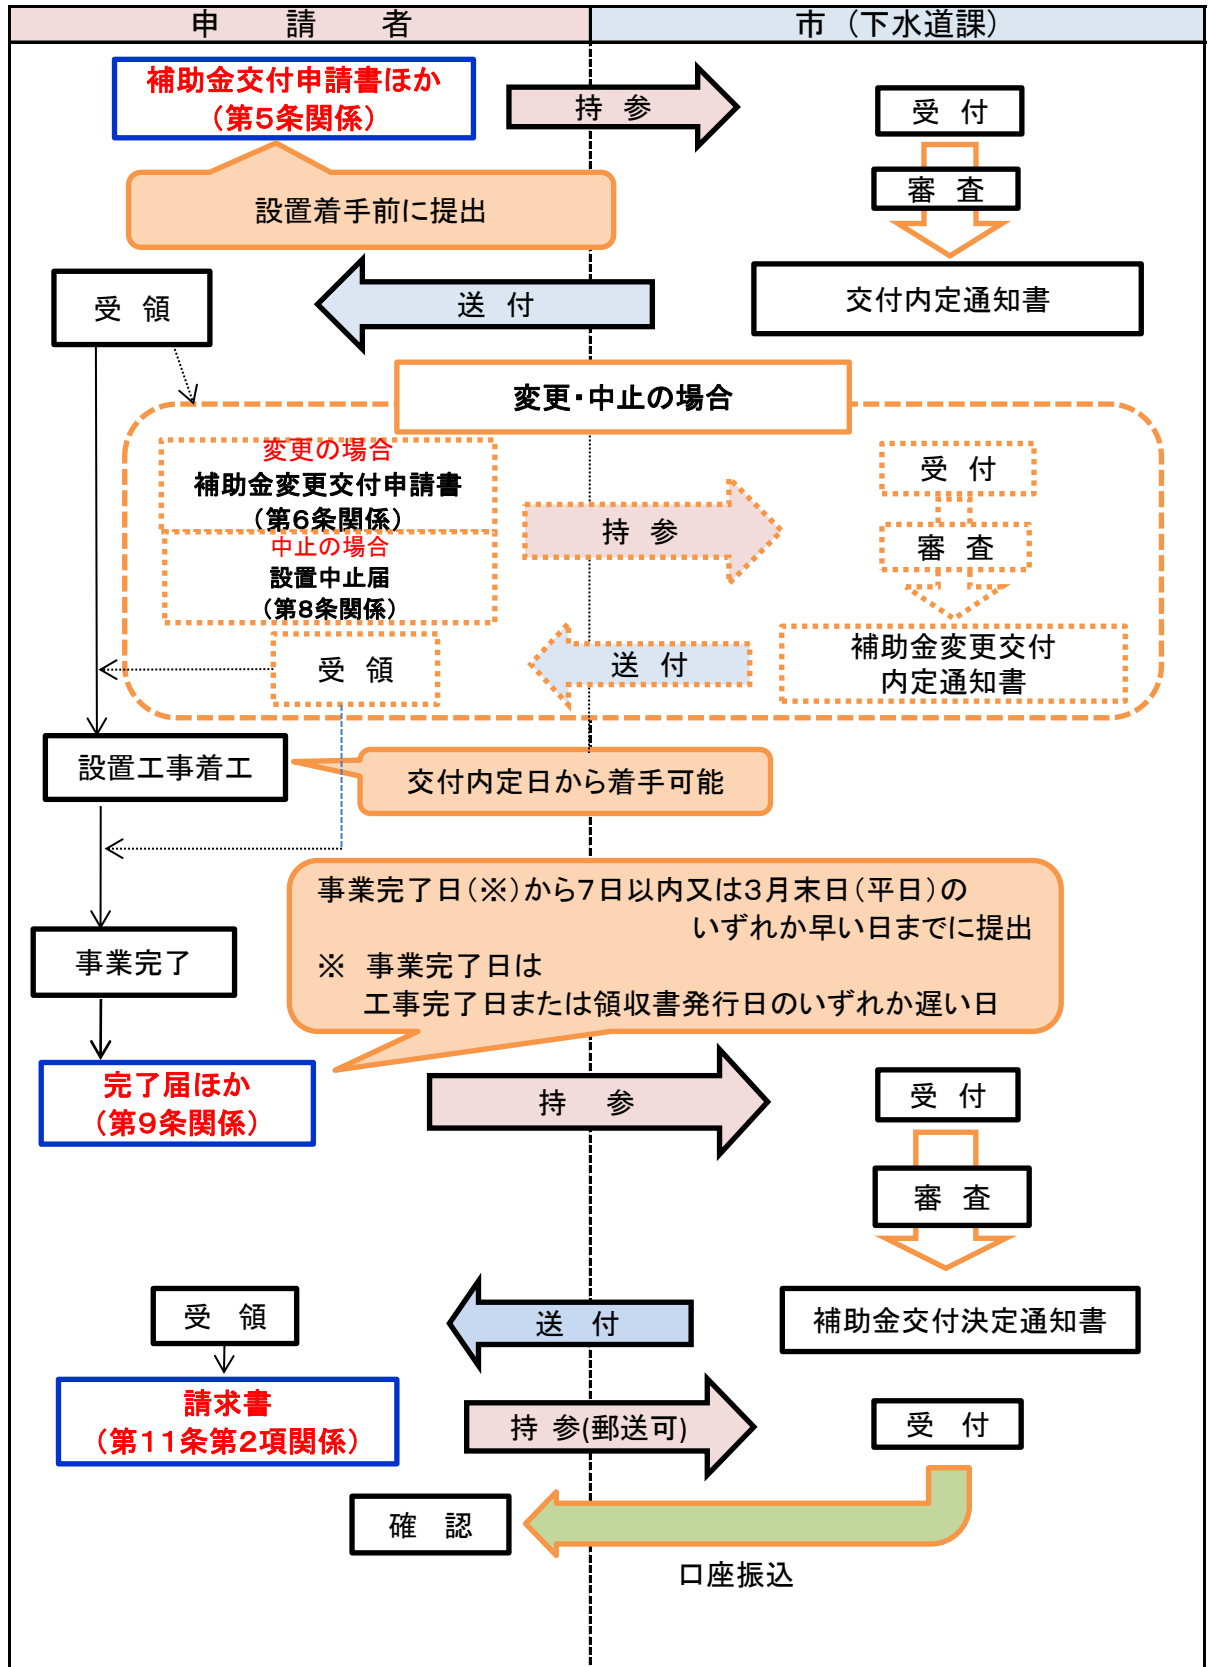 申　請　者
市（下水道課）
補助金交付申請書ほか
（第5条関係）
持 参
受 付
設置着手前に提出
審 査
受 領
送 付
交付内定通知書
変更・中止の場合
変更の場合
補助金変更交付申請書
（第6条関係）
中止の場合
設置中止届
（第8条関係）
持 参
受 付
審 査
受 領
送 付
補助金変更交付
内定通知書
設置工事着工
交付内定日から着手可能
事業完了日（※）から7日以内又は3月末日（平日）の
いずれか早い日までに提出
※　事業完了日は
工事完了日または領収書発行日のいずれか遅い日
事業完了
完了届ほか
（第9条関係）
持 参
受 付
審 査
受 領
送 付
補助金交付決定通知書
請求書
（第11条第2項関係）
持 参(郵送可)
受 付
確 認
口座振込